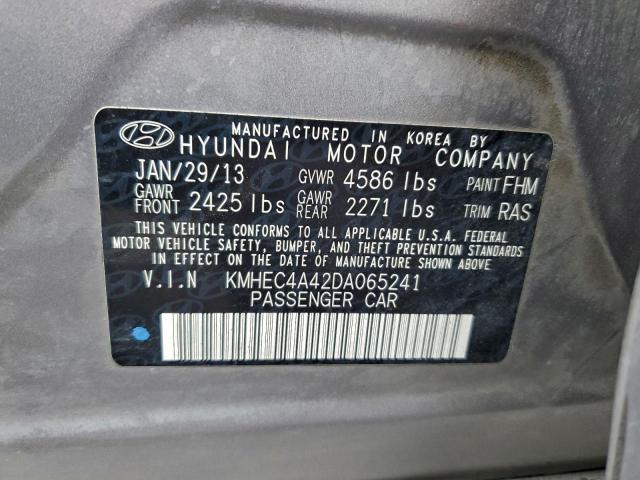 MANUFACTURED IN KOREA BY
HYUNDAI MOTOR COMPANY
JAN/29/13 GVWR 4586 lbs PAINT FHM
GAWR FRONT 2425 lbs GAWR REAR 2271 lbs TRIM RAS
THIS VEHICLE CONFORMS TO ALL APPLICABLE U.S.A. FEDERAL
MOTOR VEHICLE SAFETY, BUMPER, AND THEFT PREVENTION STANDARDS
IN EFFECT ON THE DATE OF MANUFACTURE SHOWN ABOVE.
V.I.N KMHEC4A42DA065241
PASSENGER CAR